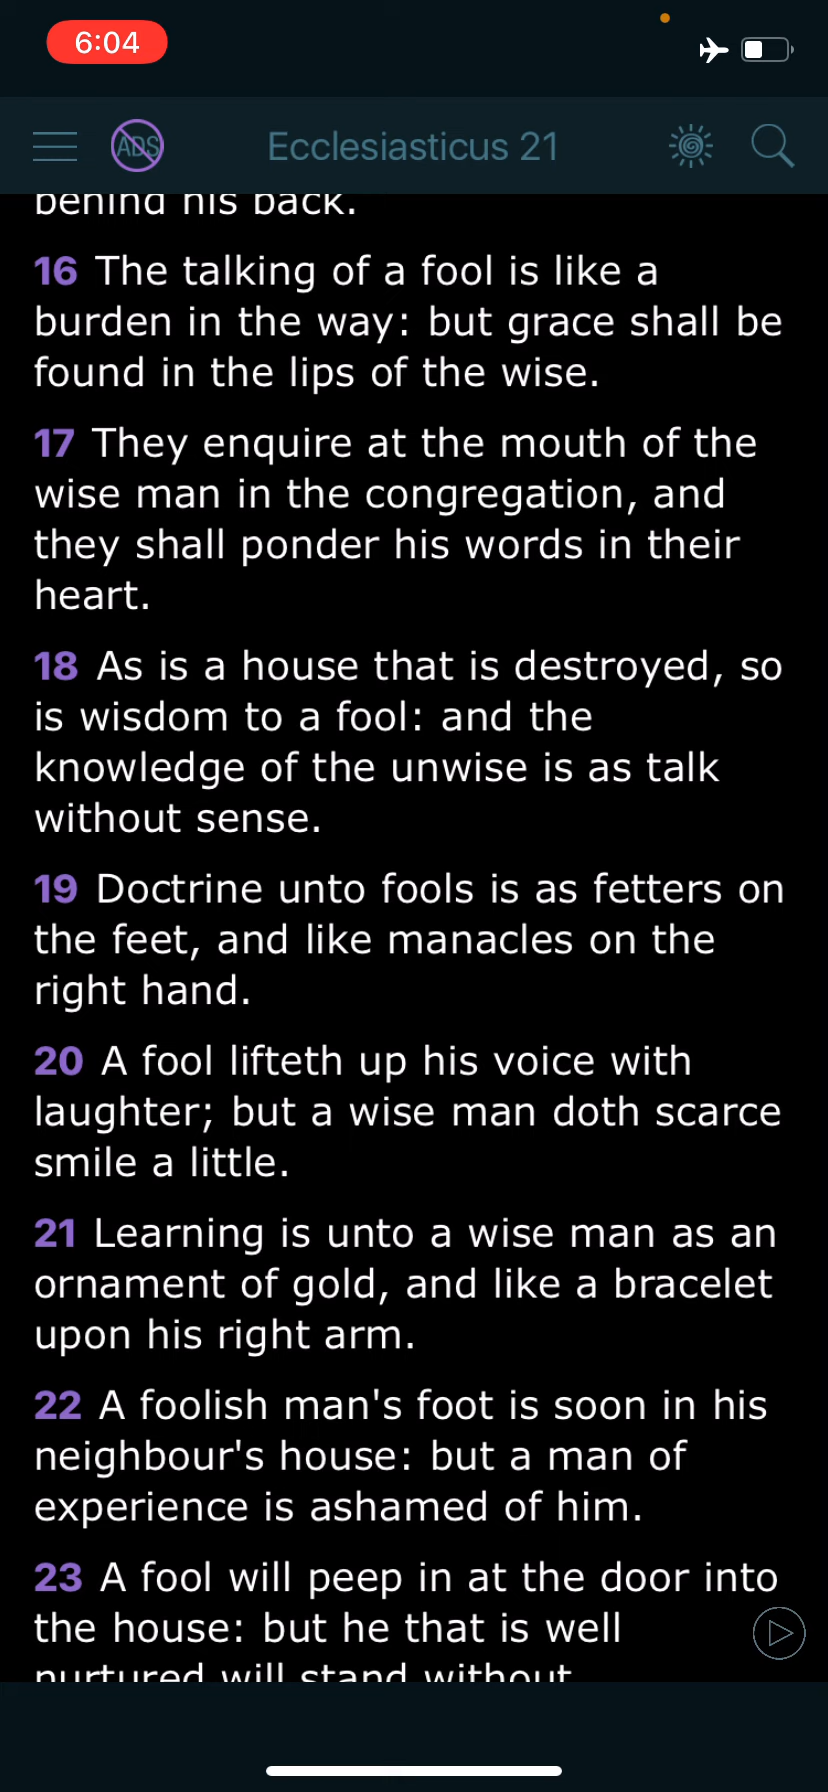 6:04
ADS
Ecclesiasticus 21
behind his back.
16 The talking of a fool is like a
burden in the way: but grace shall be
found in the lips of the wise.
17 They enquire at the mouth of the
wise man in the congregation, and
they shall ponder his words in their
heart.
18 As is a house that is destroyed, so
is wisdom to a fool: and the
knowledge of the unwise is as talk
without sense.
19 Doctrine unto fools is as fetters on
the feet, and like manacles on the
right hand.
20 A fool lifteth up his voice with
laughter; but a wise man doth scarce
smile a little.
21 Learning is unto a wise man as an
ornament of gold, and like a bracelet
upon his right arm.
22 A foolish man's foot is soon in his
neighbour's house: but a man of
experience is ashamed of him.
23 A fool will peep in at the door into
the house: but he that is well
nurtured will stand without